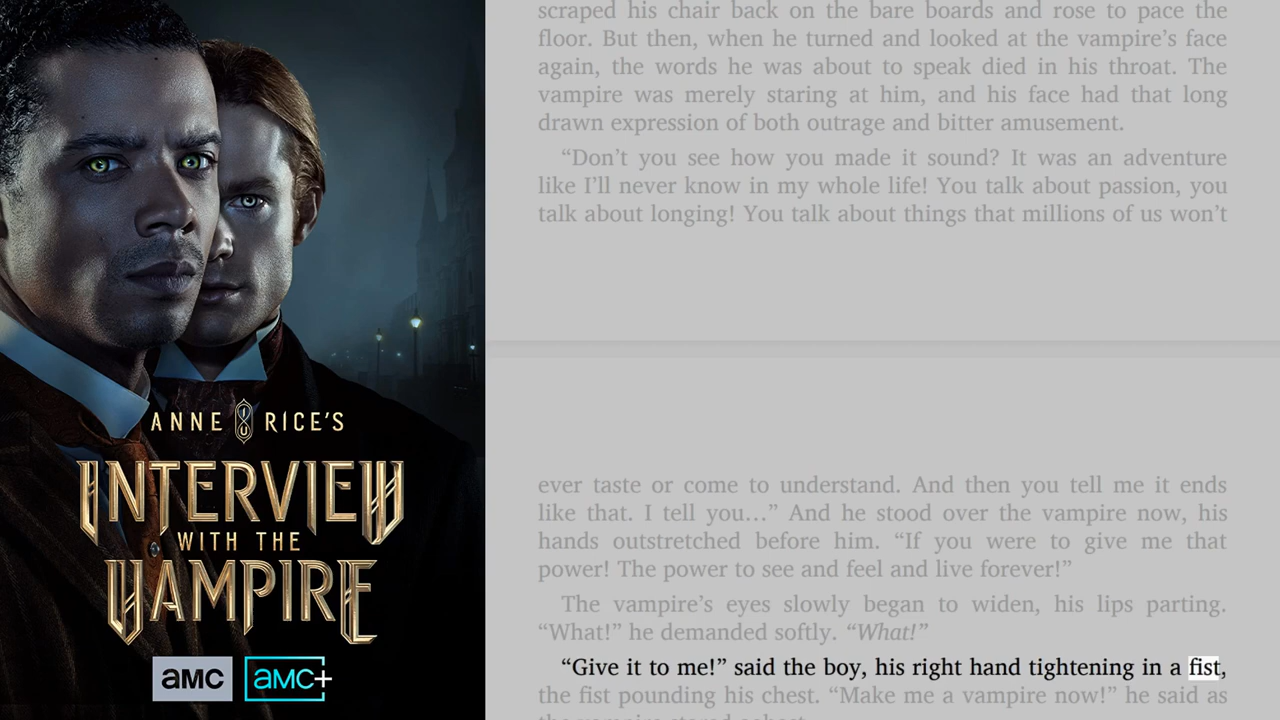 ANNE RICE'S
INTERVIEW
WITH THE
VAMPIRE
aMC
aMC+
scraped his chair back on the bare boards and rose to pace the
floor. But then, when he turned and looked at the vampire’s face
again, the words he was about to speak died in his throat. The
vampire was merely staring at him, and his face had that long
drawn expression of both outrage and bitter amusement.
“Don’t you see how you made it sound? It was an adventure
like I’ll never know in my whole life! You talk about passion, you
talk about longing! You talk about things that millions of us won’t
ever taste or come to understand. And then you tell me it ends
like that. I tell you…” And he stood over the vampire now, his
hands outstretched before him. “If you were to give me that
power! The power to see and feel and live forever!”
The vampire’s eyes slowly began to widen, his lips parting.
“What!” he demanded softly. “What!”
“Give it to me!” said the boy, his right hand tightening in a fist,
the fist pounding his chest. “Make me a vampire now!” he said as
the vampire stared aghast.